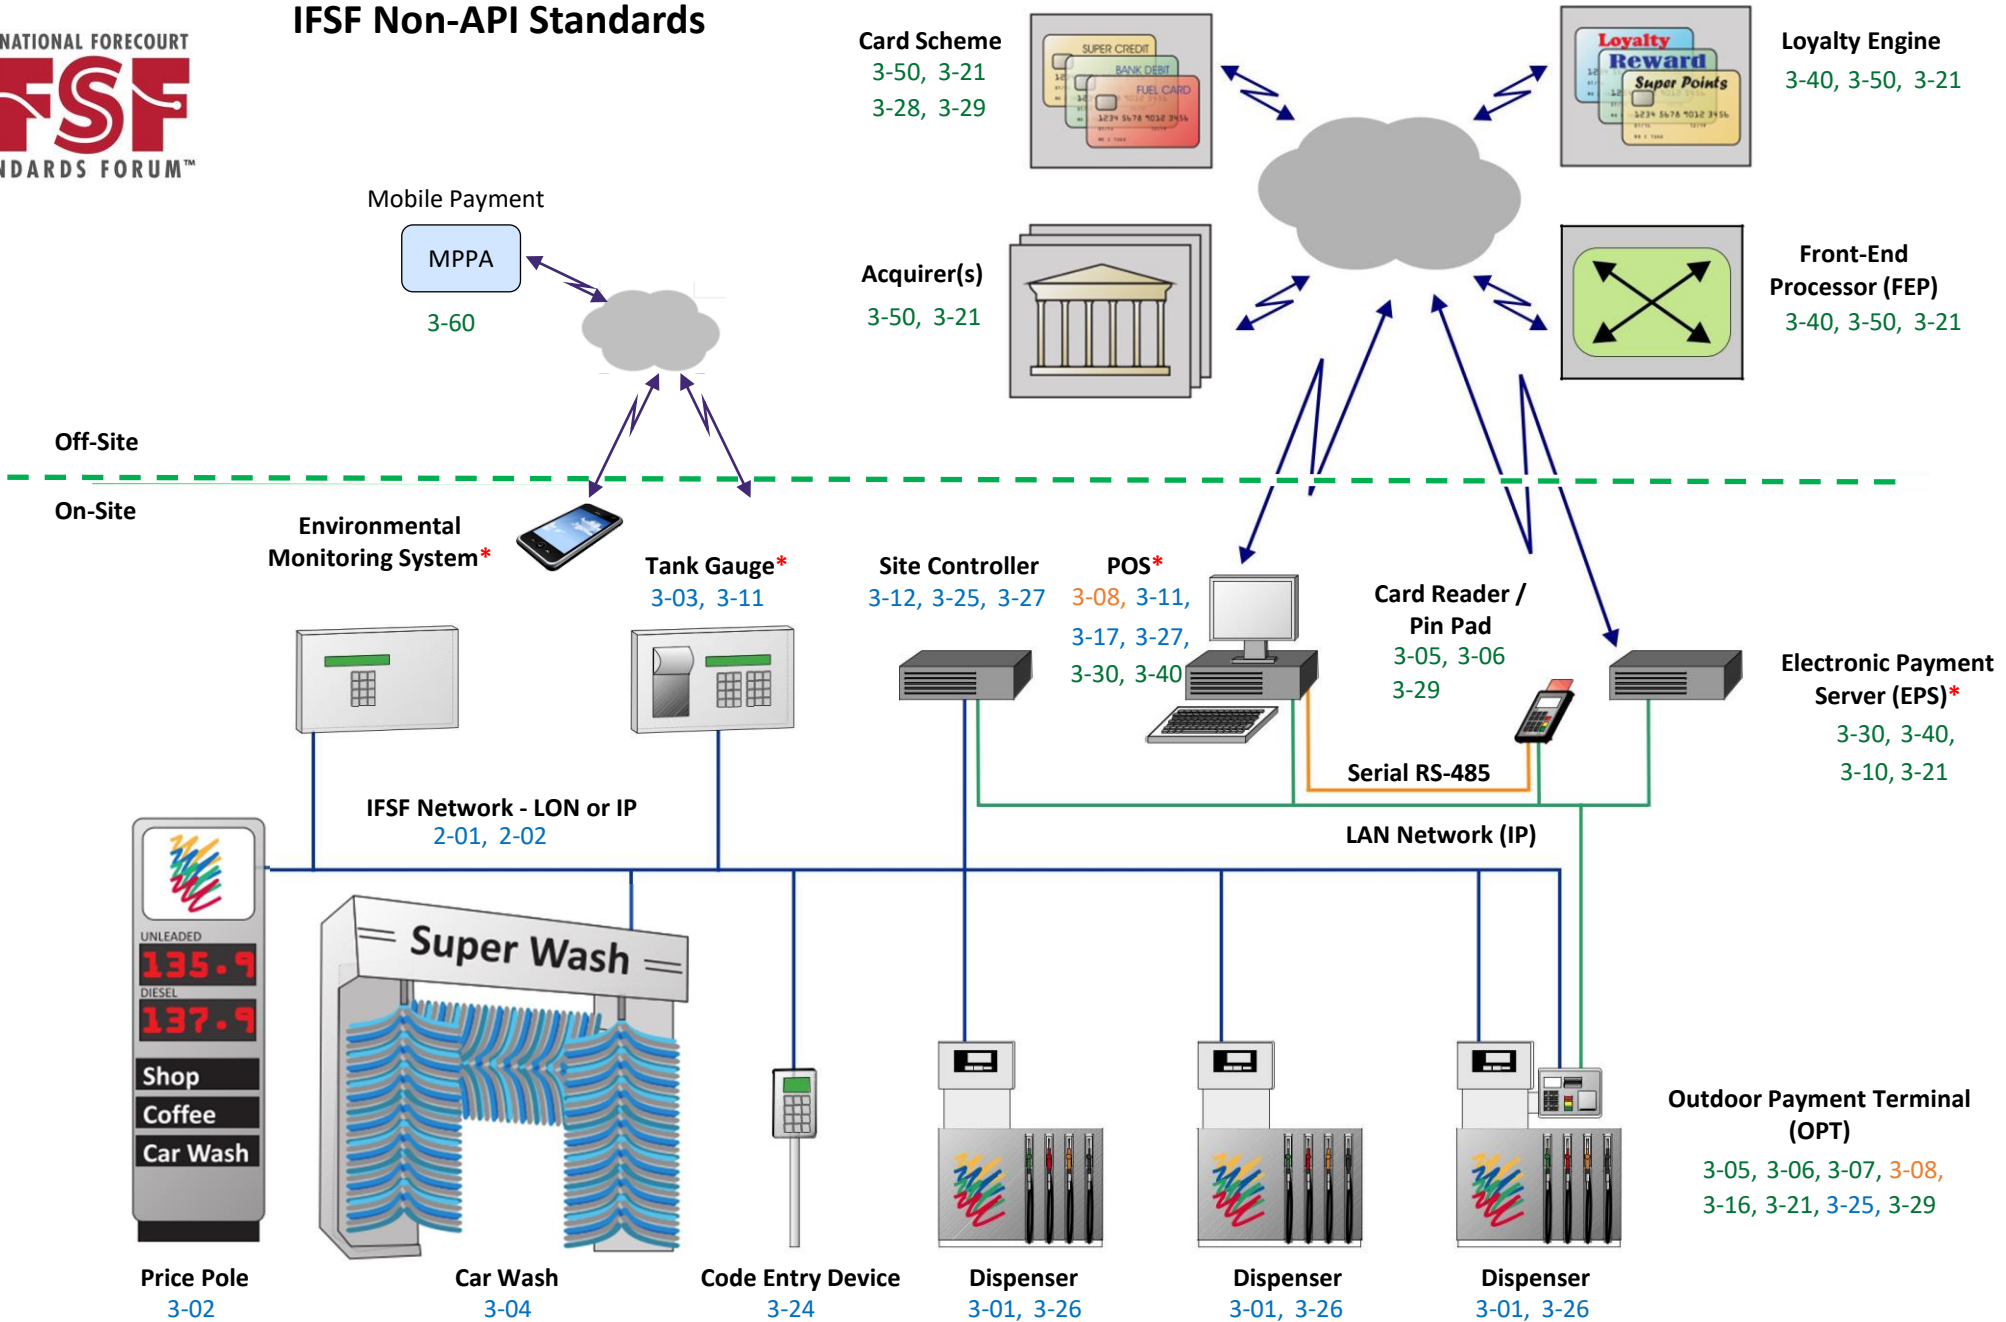 IFSF Non-API Standards
NATIONAL FORECOURT
FSF
NDARDS FORUM™
Card Scheme
3-50, 3-21
3-28, 3-29
SUPER CREDIT
BANK DEBIT
FUEL CARD
1234 5678 9012 3456
Loyalty
Reward
Super Points
1234 5678 9012 3456
Loyalty Engine
3-40, 3-50, 3-21
Mobile Payment
MPPA
3-60
Acquirer(s)
3-50, 3-21
Front-End
Processor (FEP)
3-40, 3-50, 3-21
Off-Site
On-Site
Environmental
Monitoring System*
Tank Gauge*
3-03, 3-11
Site Controller
3-12, 3-25, 3-27
POS*
3-08, 3-11,
3-17, 3-27,
3-30, 3-40
Card Reader /
Pin Pad
3-05, 3-06
3-29
Electronic Payment
Server (EPS)*
3-30, 3-40,
3-10, 3-21
Serial RS-485
IFSF Network - LON or IP
2-01, 2-02
LAN Network (IP)
UNLEADED
135.9
DIESEL
137.9
Shop
Coffee
Car Wash
Super Wash
Outdoor Payment Terminal
(OPT)
3-05, 3-06, 3-07, 3-08,
3-16, 3-21, 3-25, 3-29
Price Pole
3-02
Car Wash
3-04
Code Entry Device
3-24
Dispenser
3-01, 3-26
Dispenser
3-01, 3-26
Dispenser
3-01, 3-26